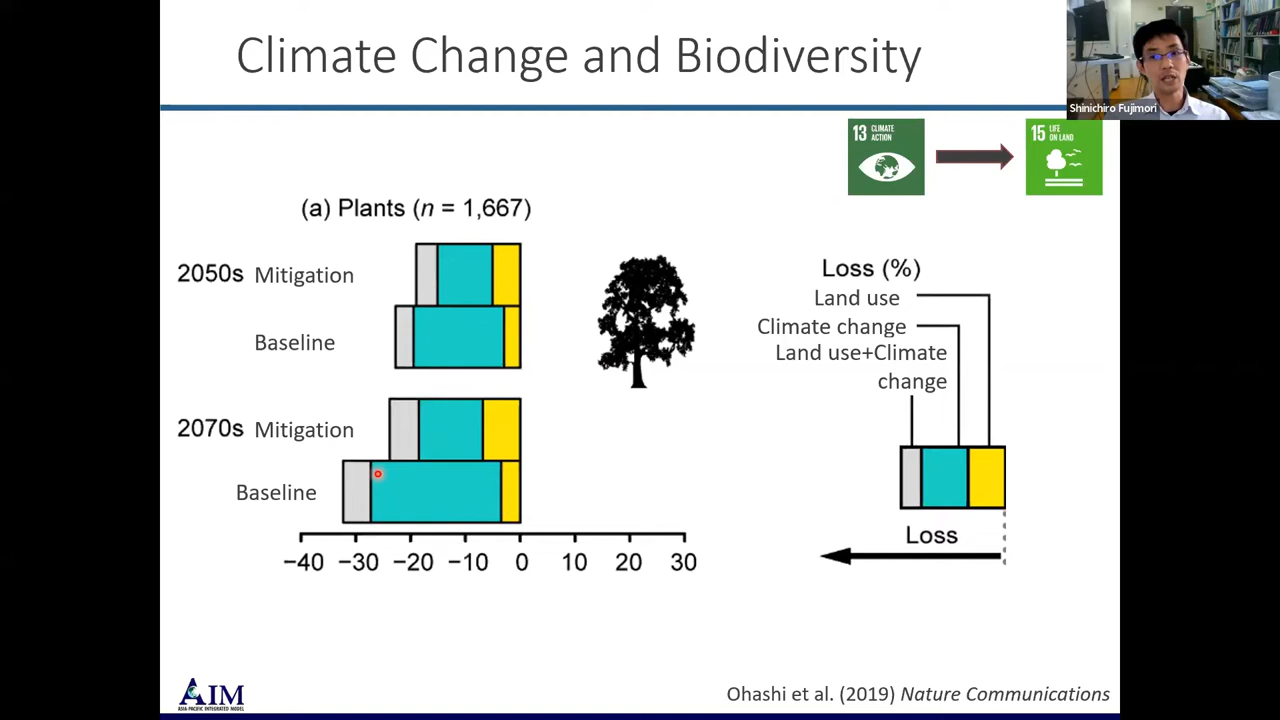 Climate Change and Biodiversity
Shinichiro Fujimori
13 CLIMATE
ACTION
15 LIFE
ON LAND
(a) Plants (n = 1,667)
2050s Mitigation
Baseline
2070s Mitigation
Baseline
−40 −30 −20 −10 0 10 20 30
Loss (%)
Land use
Climate change
Land use+Climate
change
Loss
AIM
ASIA PACIFIC INTEGRATED MODEL
Ohashi et al. (2019) Nature Communications